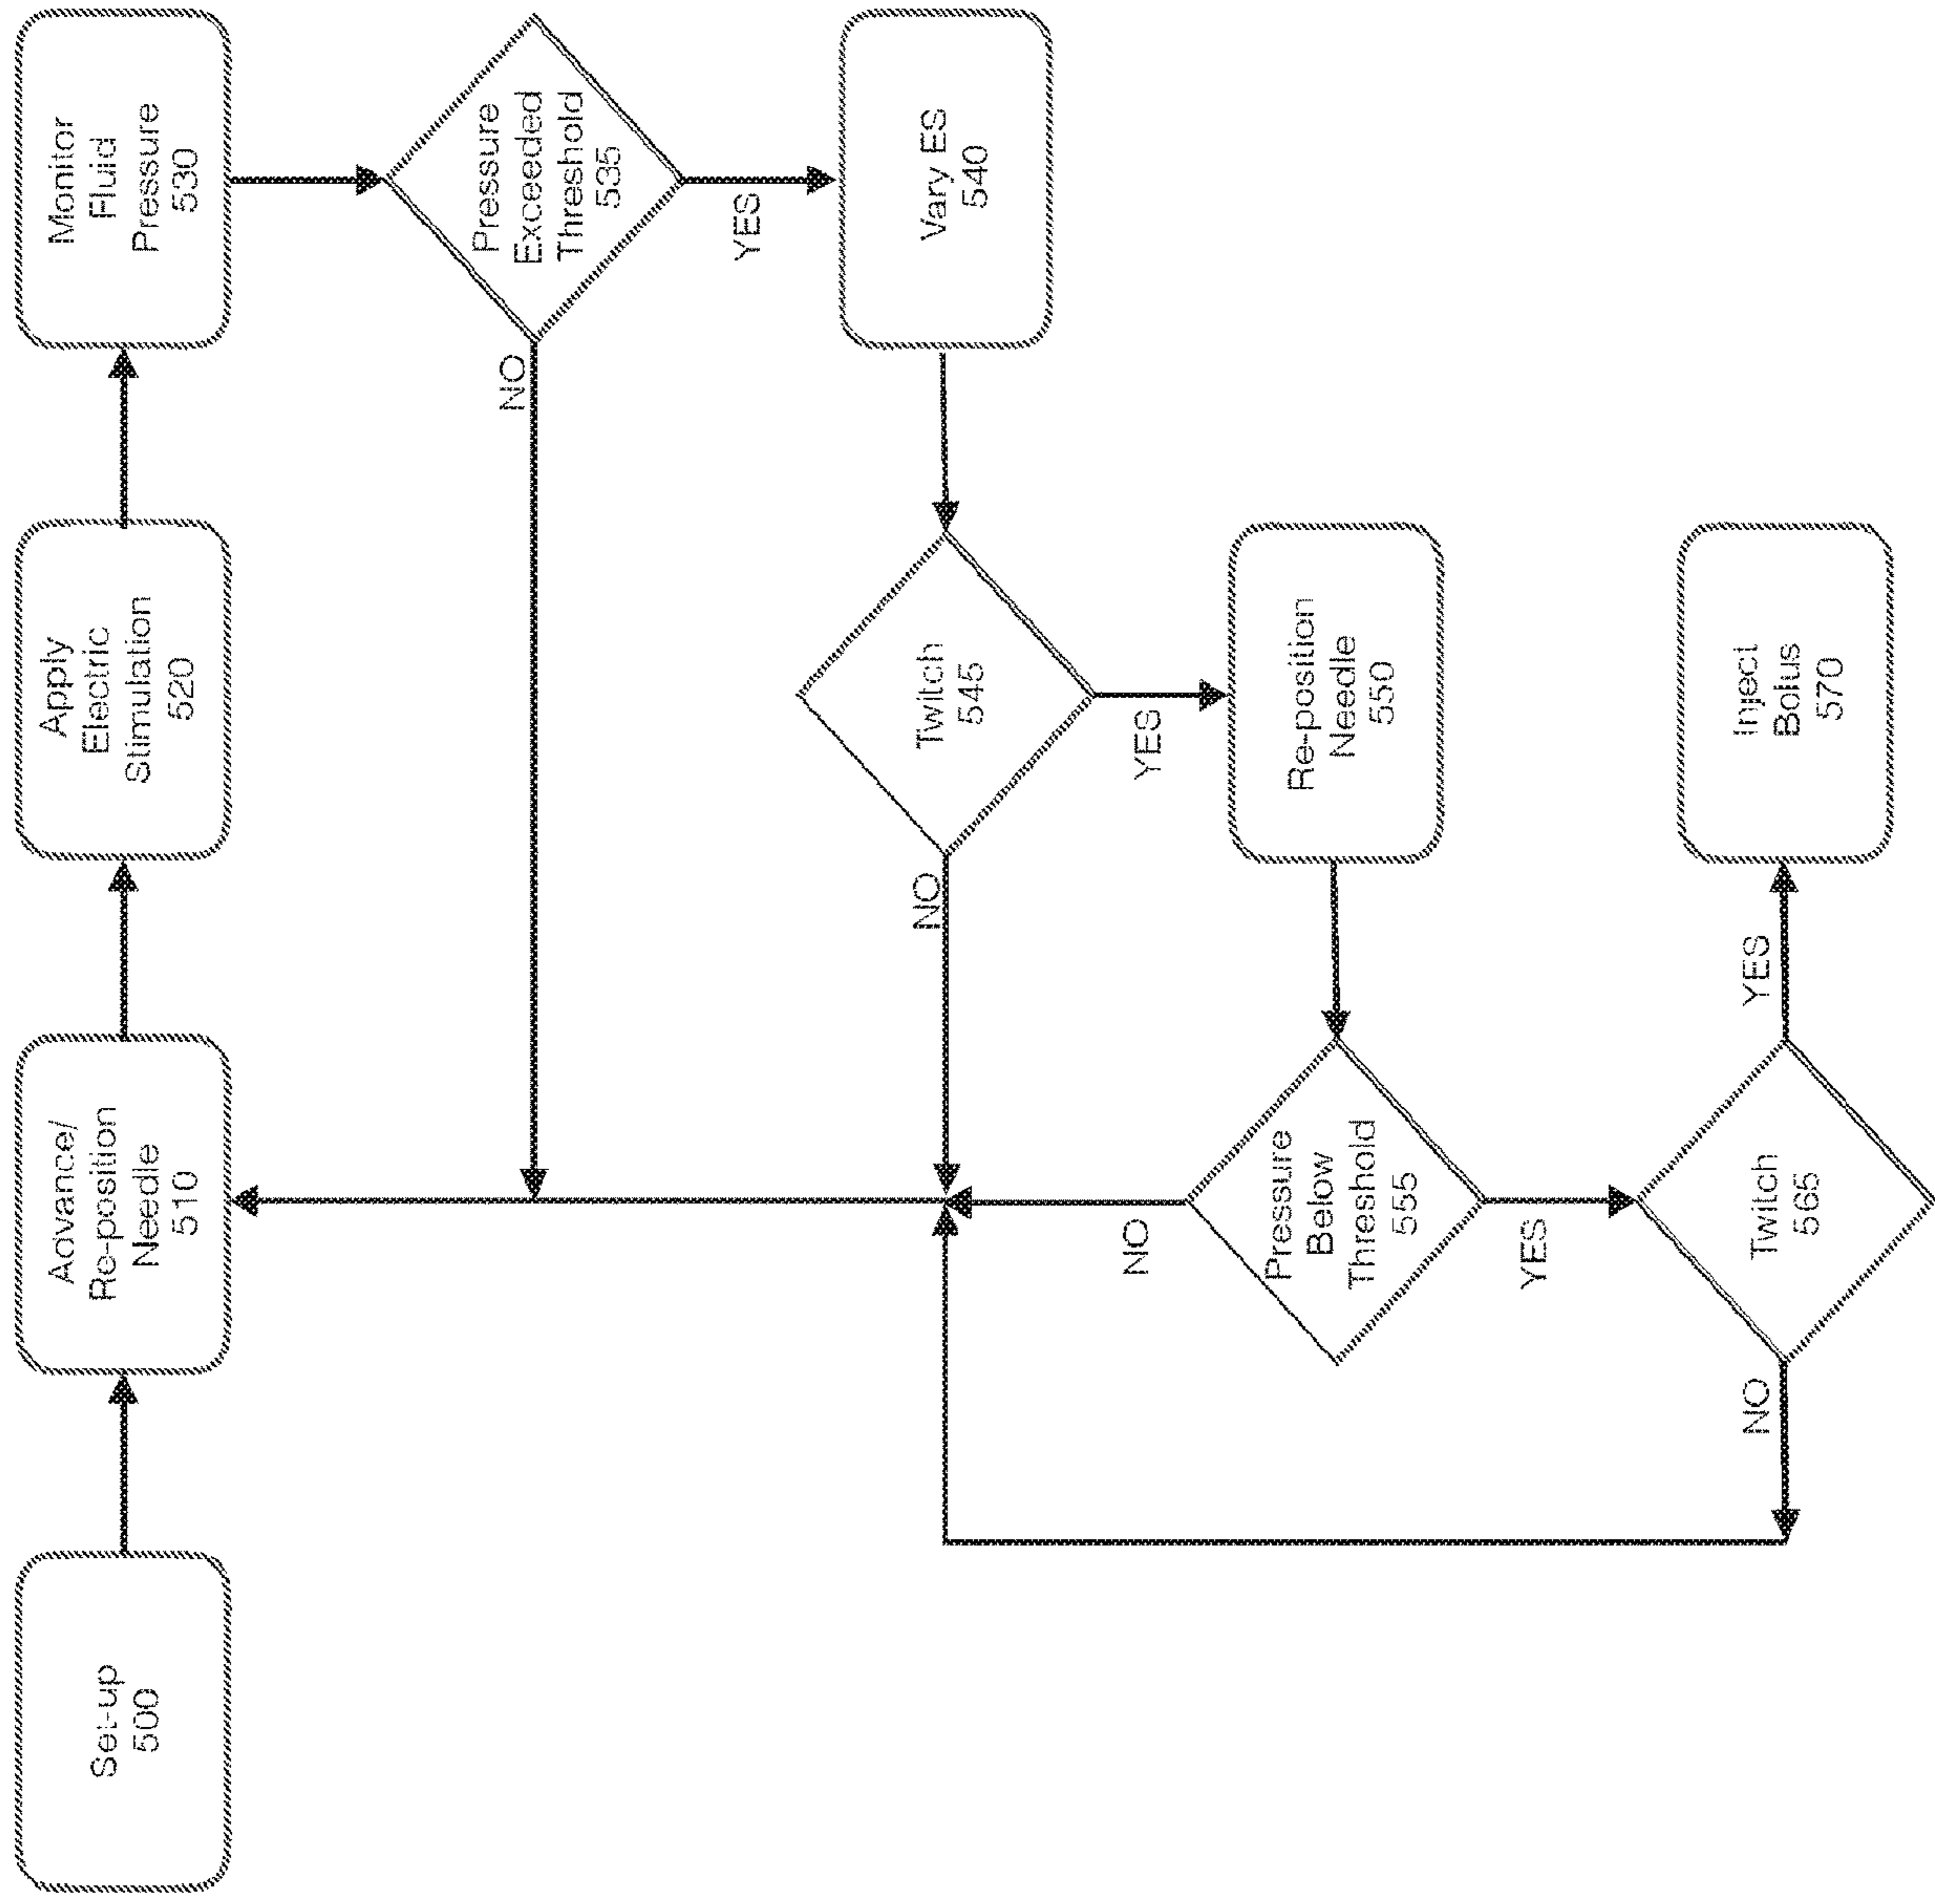 Set-up
500
Advance/
Re-position
Needle
510
Apply
Electric
Stimulation
520
Monitor
Fluid
Pressure
530
Pressure
Exceeded
Threshold
535
NO
YES
Vary ES
540
Twitch
545
NO
YES
Re-position
Needle
550
Pressure
Below
Threshold
555
NO
YES
Twitch
565
NO
YES
Inject
Bolus
570